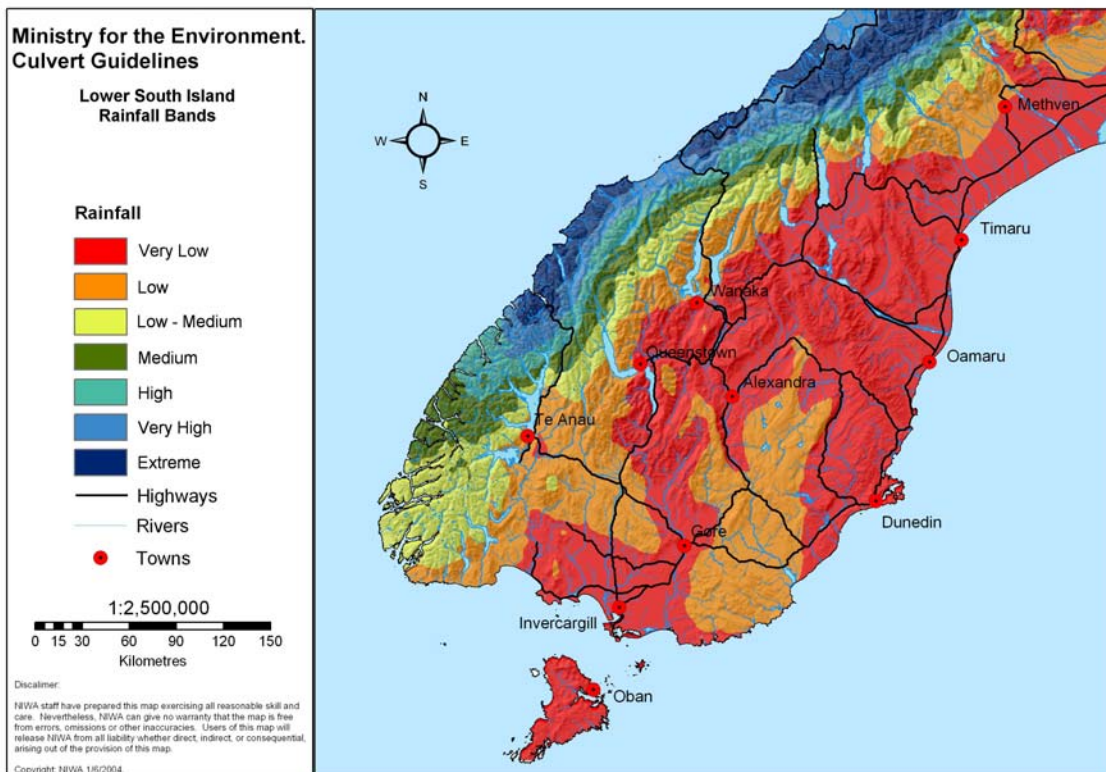 Ministry for the Environment.
Culvert Guidelines
Lower South Island
Rainfall Bands
Rainfall
Very Low
Low
Low - Medium
Medium
High
Very High
Extreme
Highways
Rivers
Towns
1:2,500,000
0 15 30 60 90 120 150
Kilometres
Discalimer:
NIWA staff have prepared this map exercising all reasonable skill and
care. Nevertheless, NIWA can give no warranty that the map is free
from errors, omissions or other inaccuracies. Users of this map will
release NIWA from all liability whether direct, indirect, or consequential,
arising out of the provision of this map.
Copyright: NIWA 1/6/2004
N
W E
S
Methven
Timaru
Wanaka
Queenstown
Oamaru
Alexandra
Te Anau
Dunedin
Gore
Invercargill
Oban